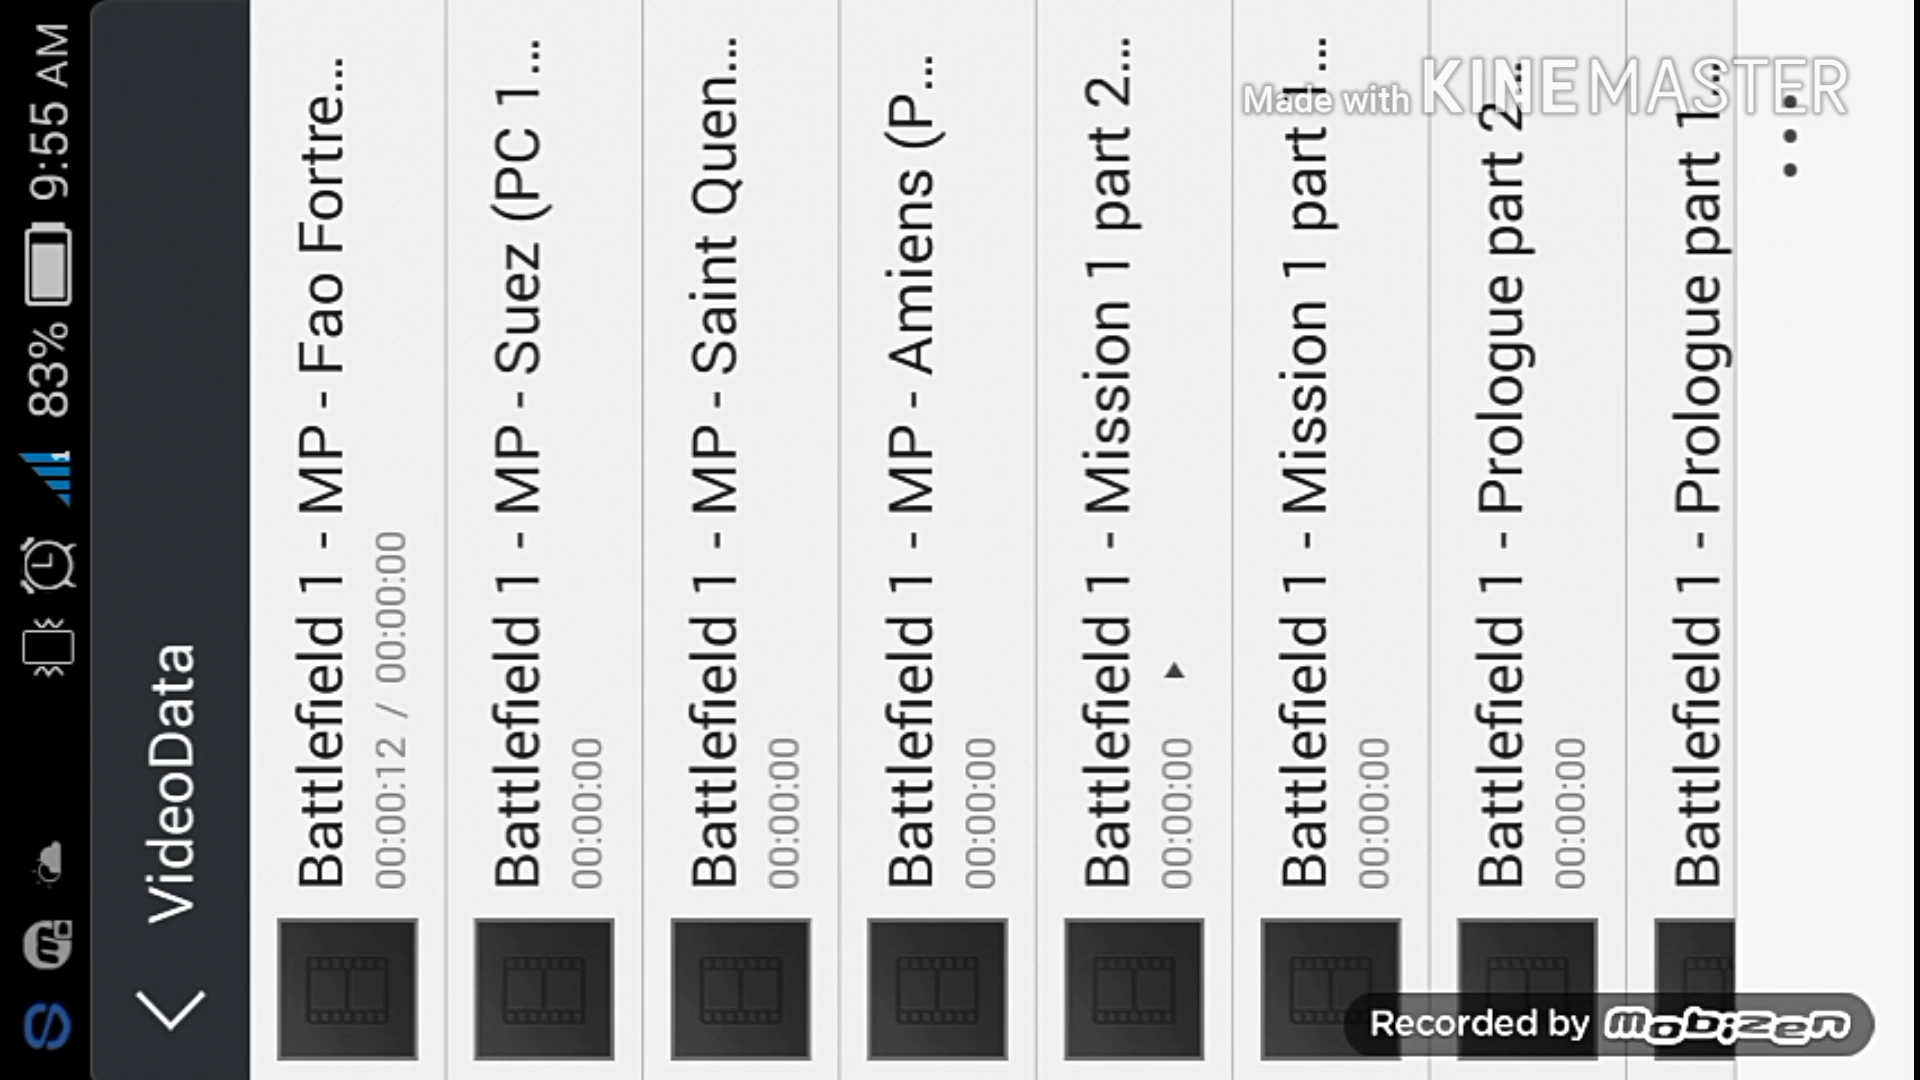 83% 9:55 AM
VideoData
Battlefield 1 - MP - Fao Fortre...
00:00:12 / 00:00:00
Battlefield 1 - MP - Suez (PC 1...
00:00:00
Battlefield 1 - MP - Saint Quen...
00:00:00
Battlefield 1 - MP - Amiens (P...
00:00:00
Battlefield 1 - Mission 1 part 2...
00:00:00
Battlefield 1 - Mission 1 part 1...
00:00:00
Battlefield 1 - Prologue part 2...
00:00:00
Battlefield 1 - Prologue part 1...
Made with KINEMASTER
Recorded by mobizen